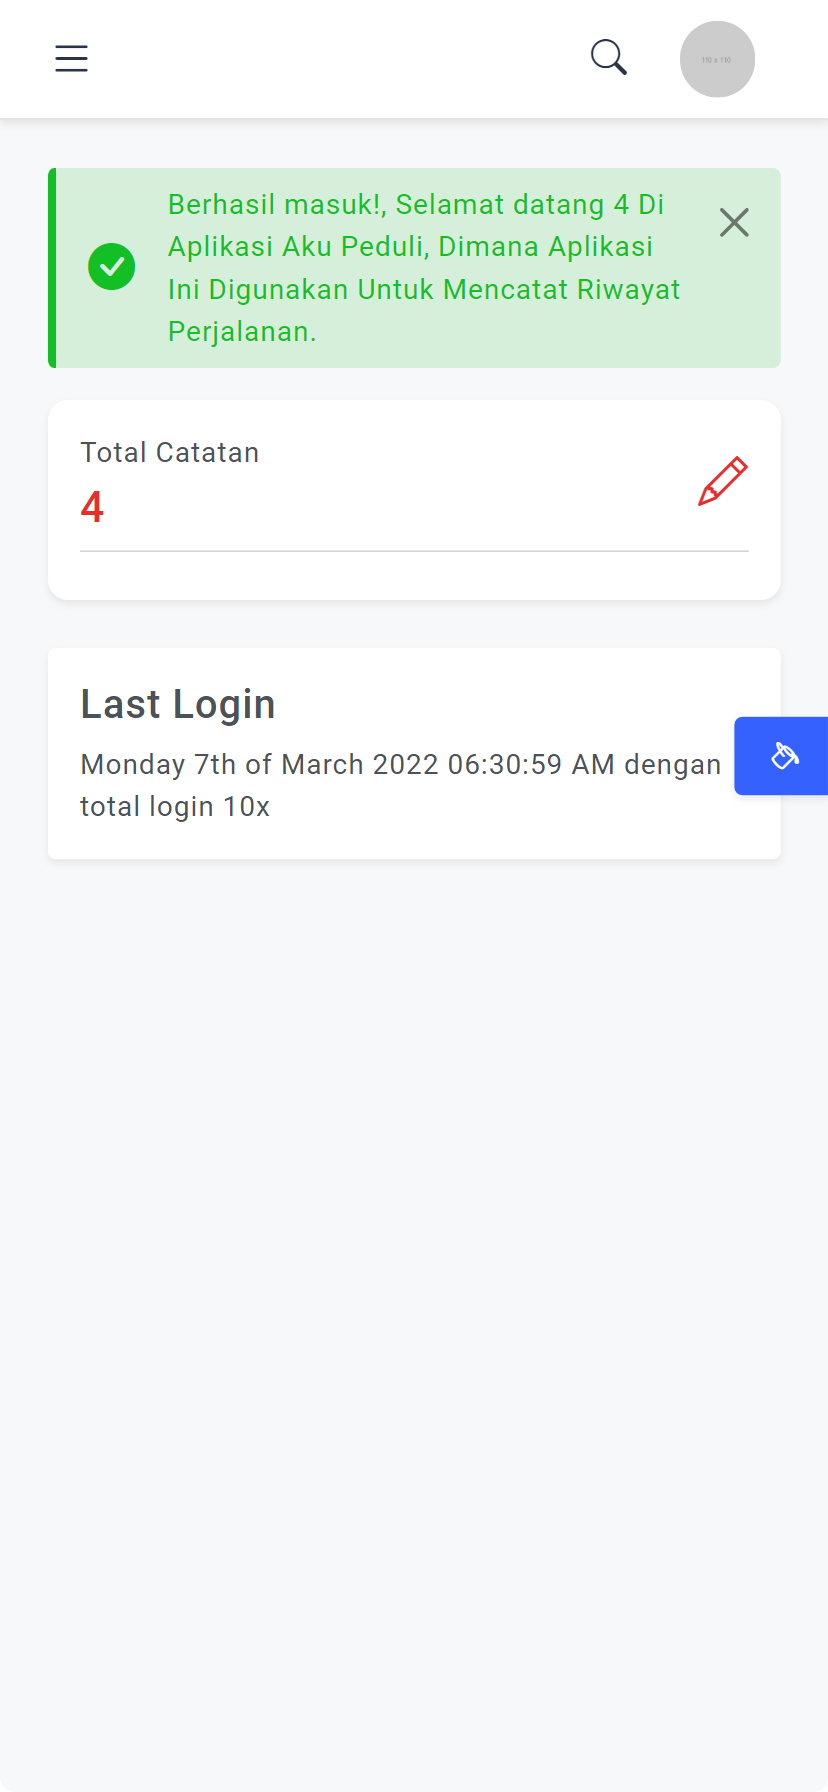 110 x 110
Berhasil masuk!, Selamat datang 4 Di
Aplikasi Aku Peduli, Dimana Aplikasi
Ini Digunakan Untuk Mencatat Riwayat
Perjalanan.
Total Catatan
4
Last Login
Monday 7th of March 2022 06:30:59 AM dengan
total login 10x